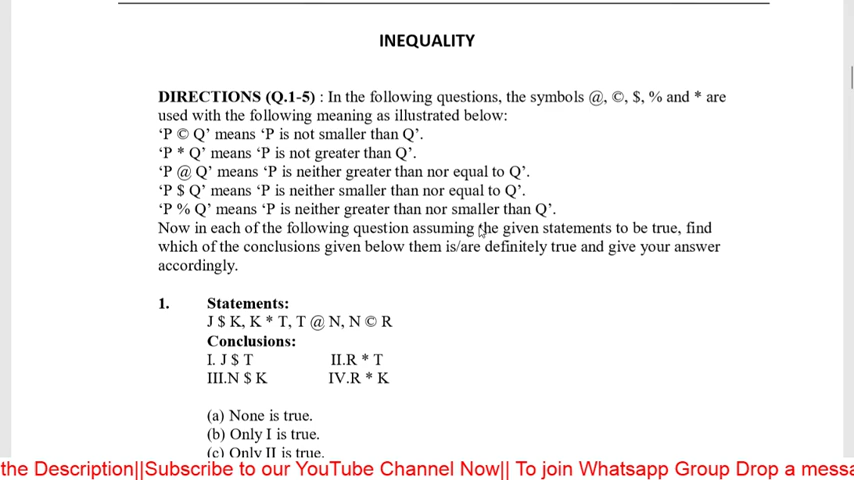 INEQUALITY
DIRECTIONS (Q.1-5) : In the following questions, the symbols @, ©, $, % and * are
used with the following meaning as illustrated below:
‘P © Q’ means ‘P is not smaller than Q’.
‘P * Q’ means ‘P is not greater than Q’.
‘P @ Q’ means ‘P is neither greater than nor equal to Q’.
‘P $ Q’ means ‘P is neither smaller than nor equal to Q’.
‘P % Q’ means ‘P is neither greater than nor smaller than Q’.
Now in each of the following question assuming the given statements to be true, find
which of the conclusions given below them is/are definitely true and give your answer
accordingly.
1. Statements:
J $ K, K * T, T @ N, N © R
Conclusions:
I. J $ T II.R * T
III.N $ K IV.R * K
(a) None is true.
(b) Only I is true.
(c) Only II is true.
the Description||Subscribe to our YouTube Channel Now|| To join Whatsapp Group Drop a messa